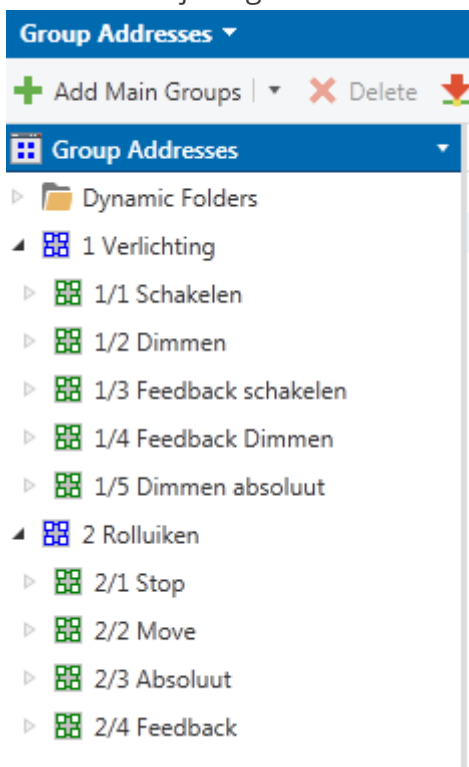 Group Addresses
Add Main Groups Delete
Group Addresses
Dynamic Folders
1 Verlichting
1/1 Schakelen
1/2 Dimmen
1/3 Feedback schakelen
1/4 Feedback Dimmen
1/5 Dimmen absoluut
2 Rolluiken
2/1 Stop
2/2 Move
2/3 Absoluut
2/4 Feedback